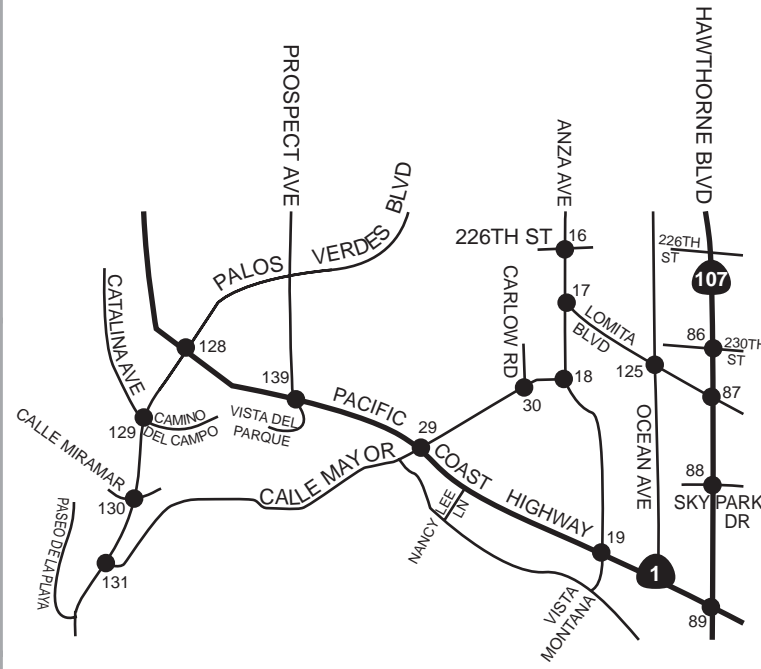 HAWTHORNE BLVD
PROSPECT AVE
ANZA AVE
PALOS VERDES BLVD
226TH ST
16
226TH
ST
107
CATALINA AVE
CARLOW RD
17
LOMITA
BLVD
86
230TH
ST
128
139
18
125
87
30
PACIFIC
COAST
HIGHWAY
VISTA DEL
PARQUE
CAMINO
DEL CAMPO
129
29
OCEAN AVE
CALLE MIRAMAR
CALLE MAYOR
88
SKY PARK
DR
130
NANCY LEE
LN
PASEO DE LA PLAYA
19
131
1
VISTA
MONTANA
89